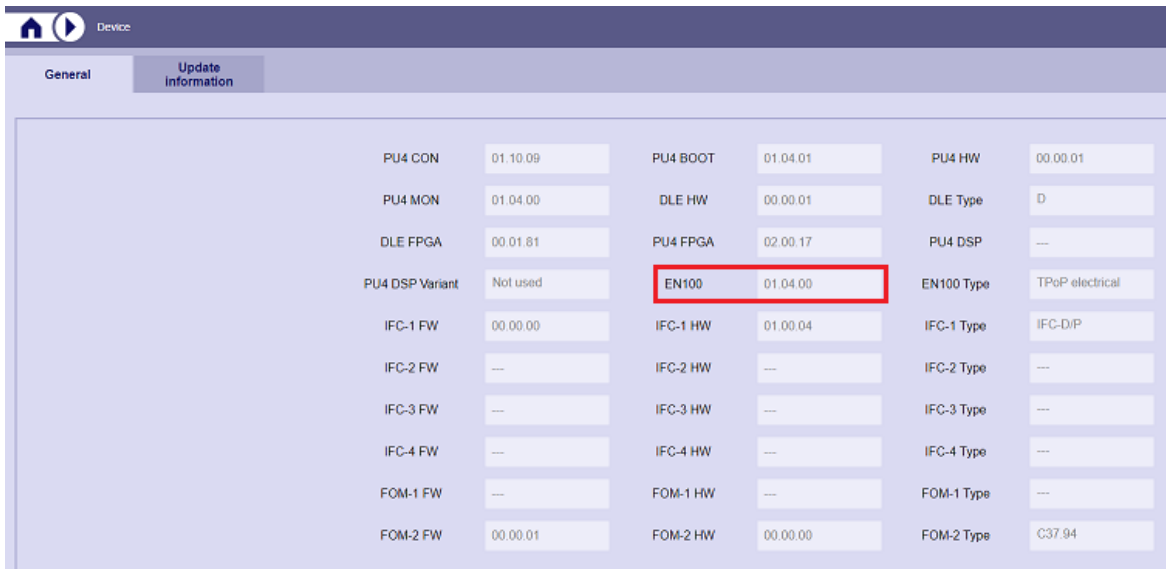 Device
General
Update
information
PU4 CON 01.10.09 PU4 BOOT 01.04.01 PU4 HW 00.00.01
PU4 MON 01.04.00 DLE HW 00.00.01 DLE Type D
DLE FPGA 00.01.81 PU4 FPGA 02.00.17 PU4 DSP ---
PU4 DSP Variant Not used EN100 01.04.00 EN100 Type TPoP electrical
IFC-1 FW 00.00.00 IFC-1 HW 01.00.04 IFC-1 Type IFC-D/P
IFC-2 FW --- IFC-2 HW --- IFC-2 Type ---
IFC-3 FW --- IFC-3 HW --- IFC-3 Type ---
IFC-4 FW --- IFC-4 HW --- IFC-4 Type ---
FOM-1 FW --- FOM-1 HW --- FOM-1 Type ---
FOM-2 FW 00.00.01 FOM-2 HW 00.00.00 FOM-2 Type C37.94